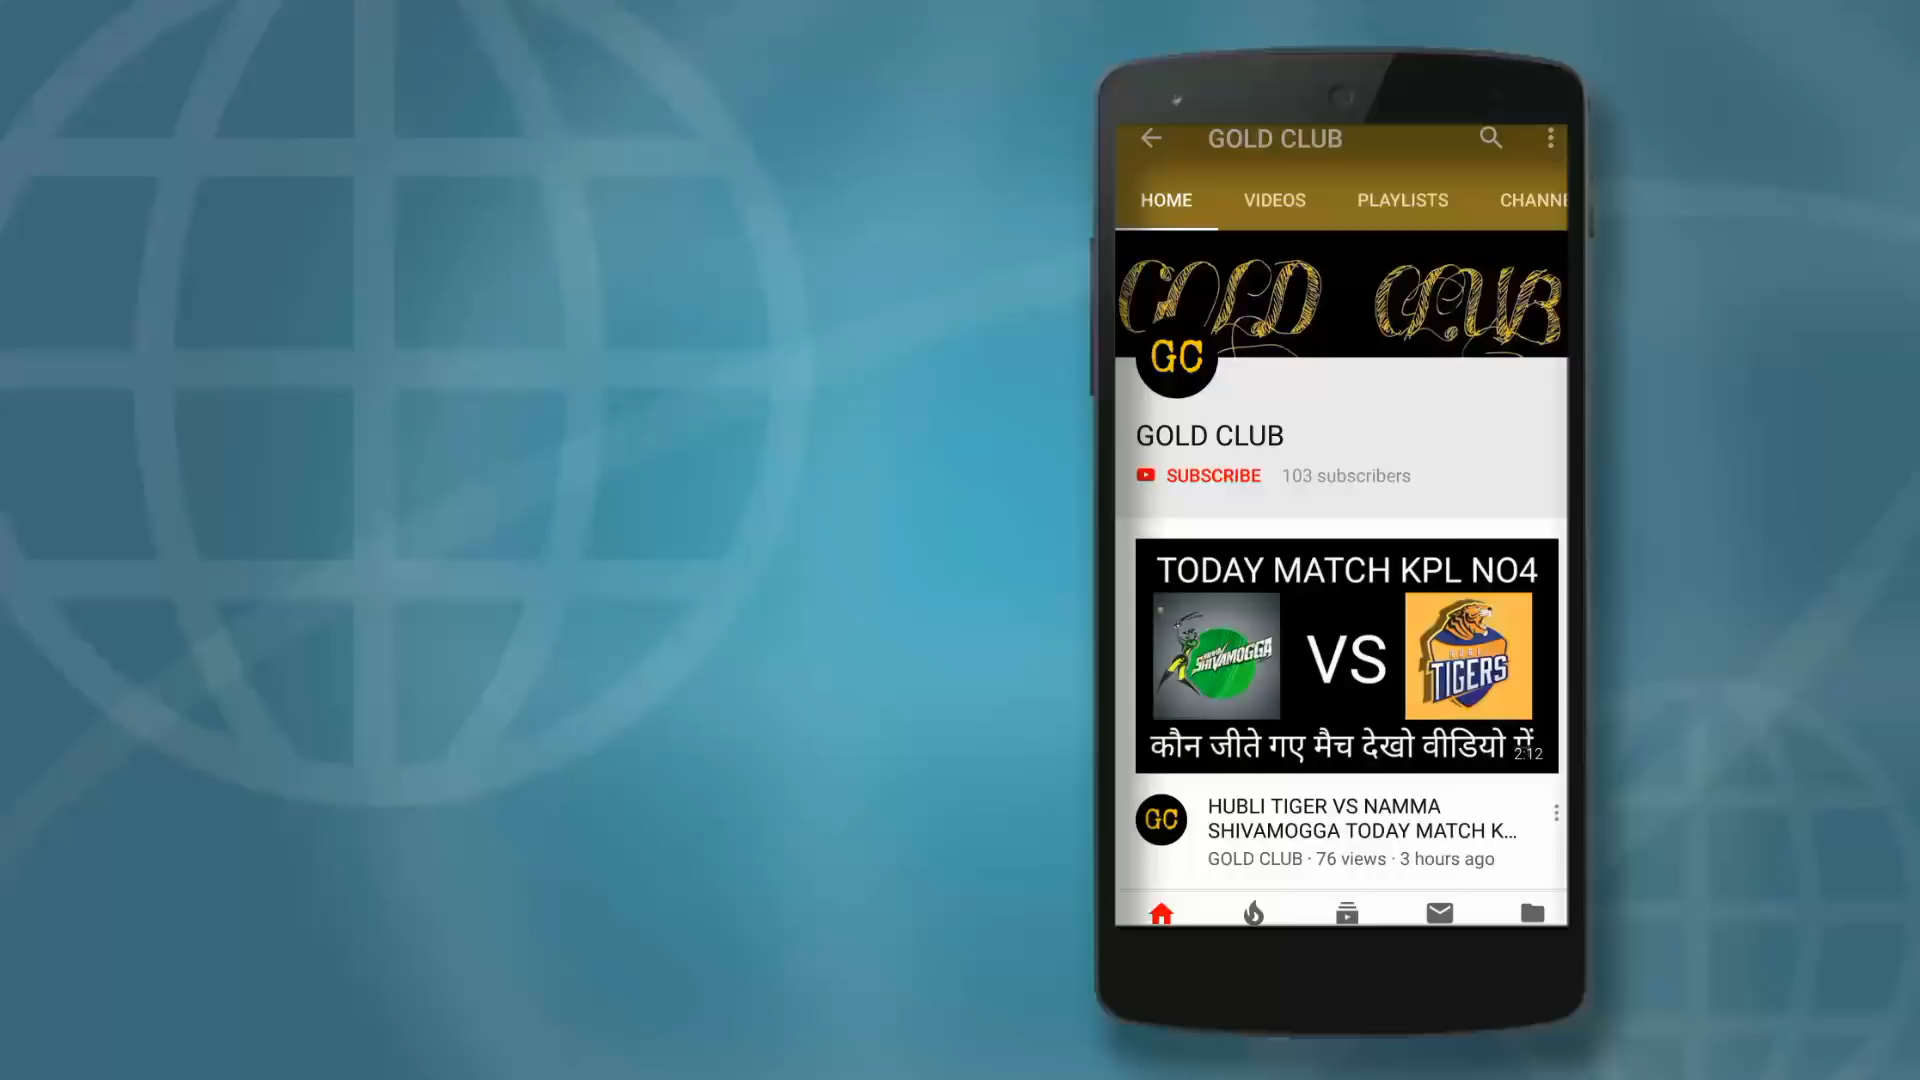 GOLD CLUB
HOME VIDEOS PLAYLISTS CHANNE
GOLD CLUB
GC
GOLD CLUB
SUBSCRIBE 103 subscribers
TODAY MATCH KPL NO4
SHIVAMOGGA
VS
HUBLI
TIGERS
कौन जीते गए मैच देखो वीडियो में
2:12
GC
HUBLI TIGER VS NAMMA
SHIVAMOGGA TODAY MATCH K...
GOLD CLUB · 76 views · 3 hours ago